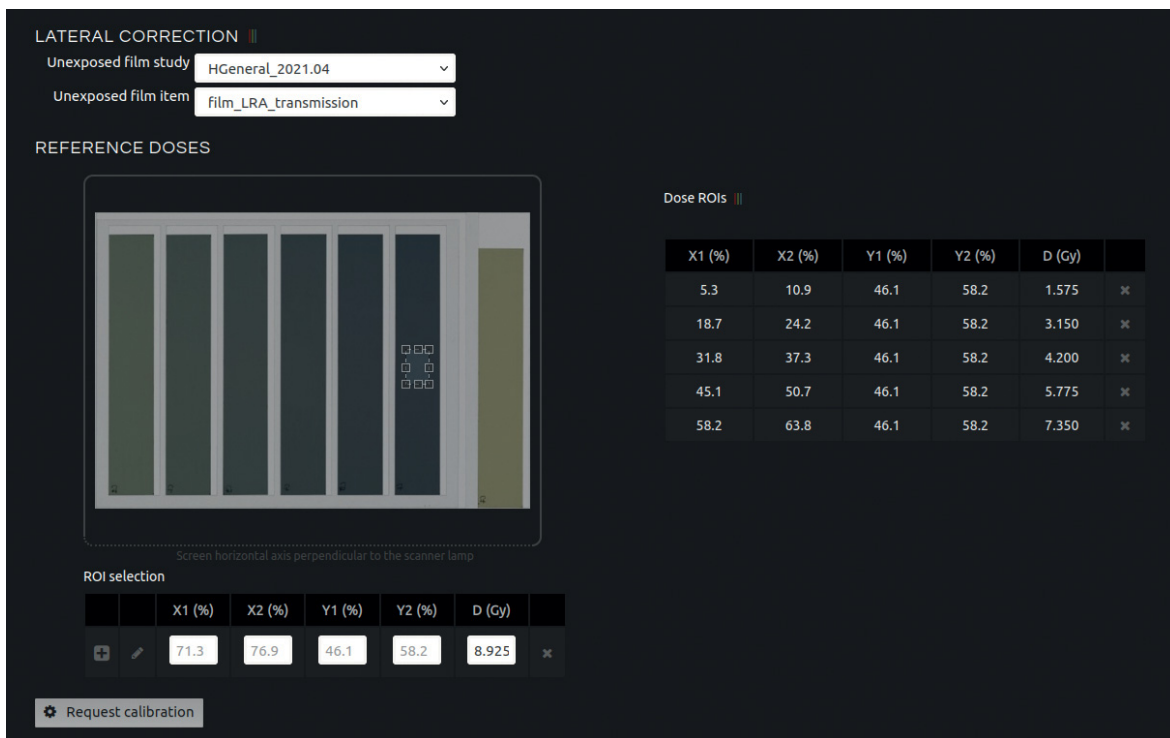 LATERAL CORRECTION
Unexposed film study HGeneral_2021.04
Unexposed film item film_LRA_transmission
REFERENCE DOSES
Screen horizontal axis perpendicular to the scanner lamp
ROI selection
X1 (%) X2 (%) Y1 (%) Y2 (%) D (Gy)
71.3 76.9 46.1 58.2 8.925
Request calibration
Dose ROIs
X1 (%) X2 (%) Y1 (%) Y2 (%) D (Gy)
5.3 10.9 46.1 58.2 1.575
18.7 24.2 46.1 58.2 3.150
31.8 37.3 46.1 58.2 4.200
45.1 50.7 46.1 58.2 5.775
58.2 63.8 46.1 58.2 7.350